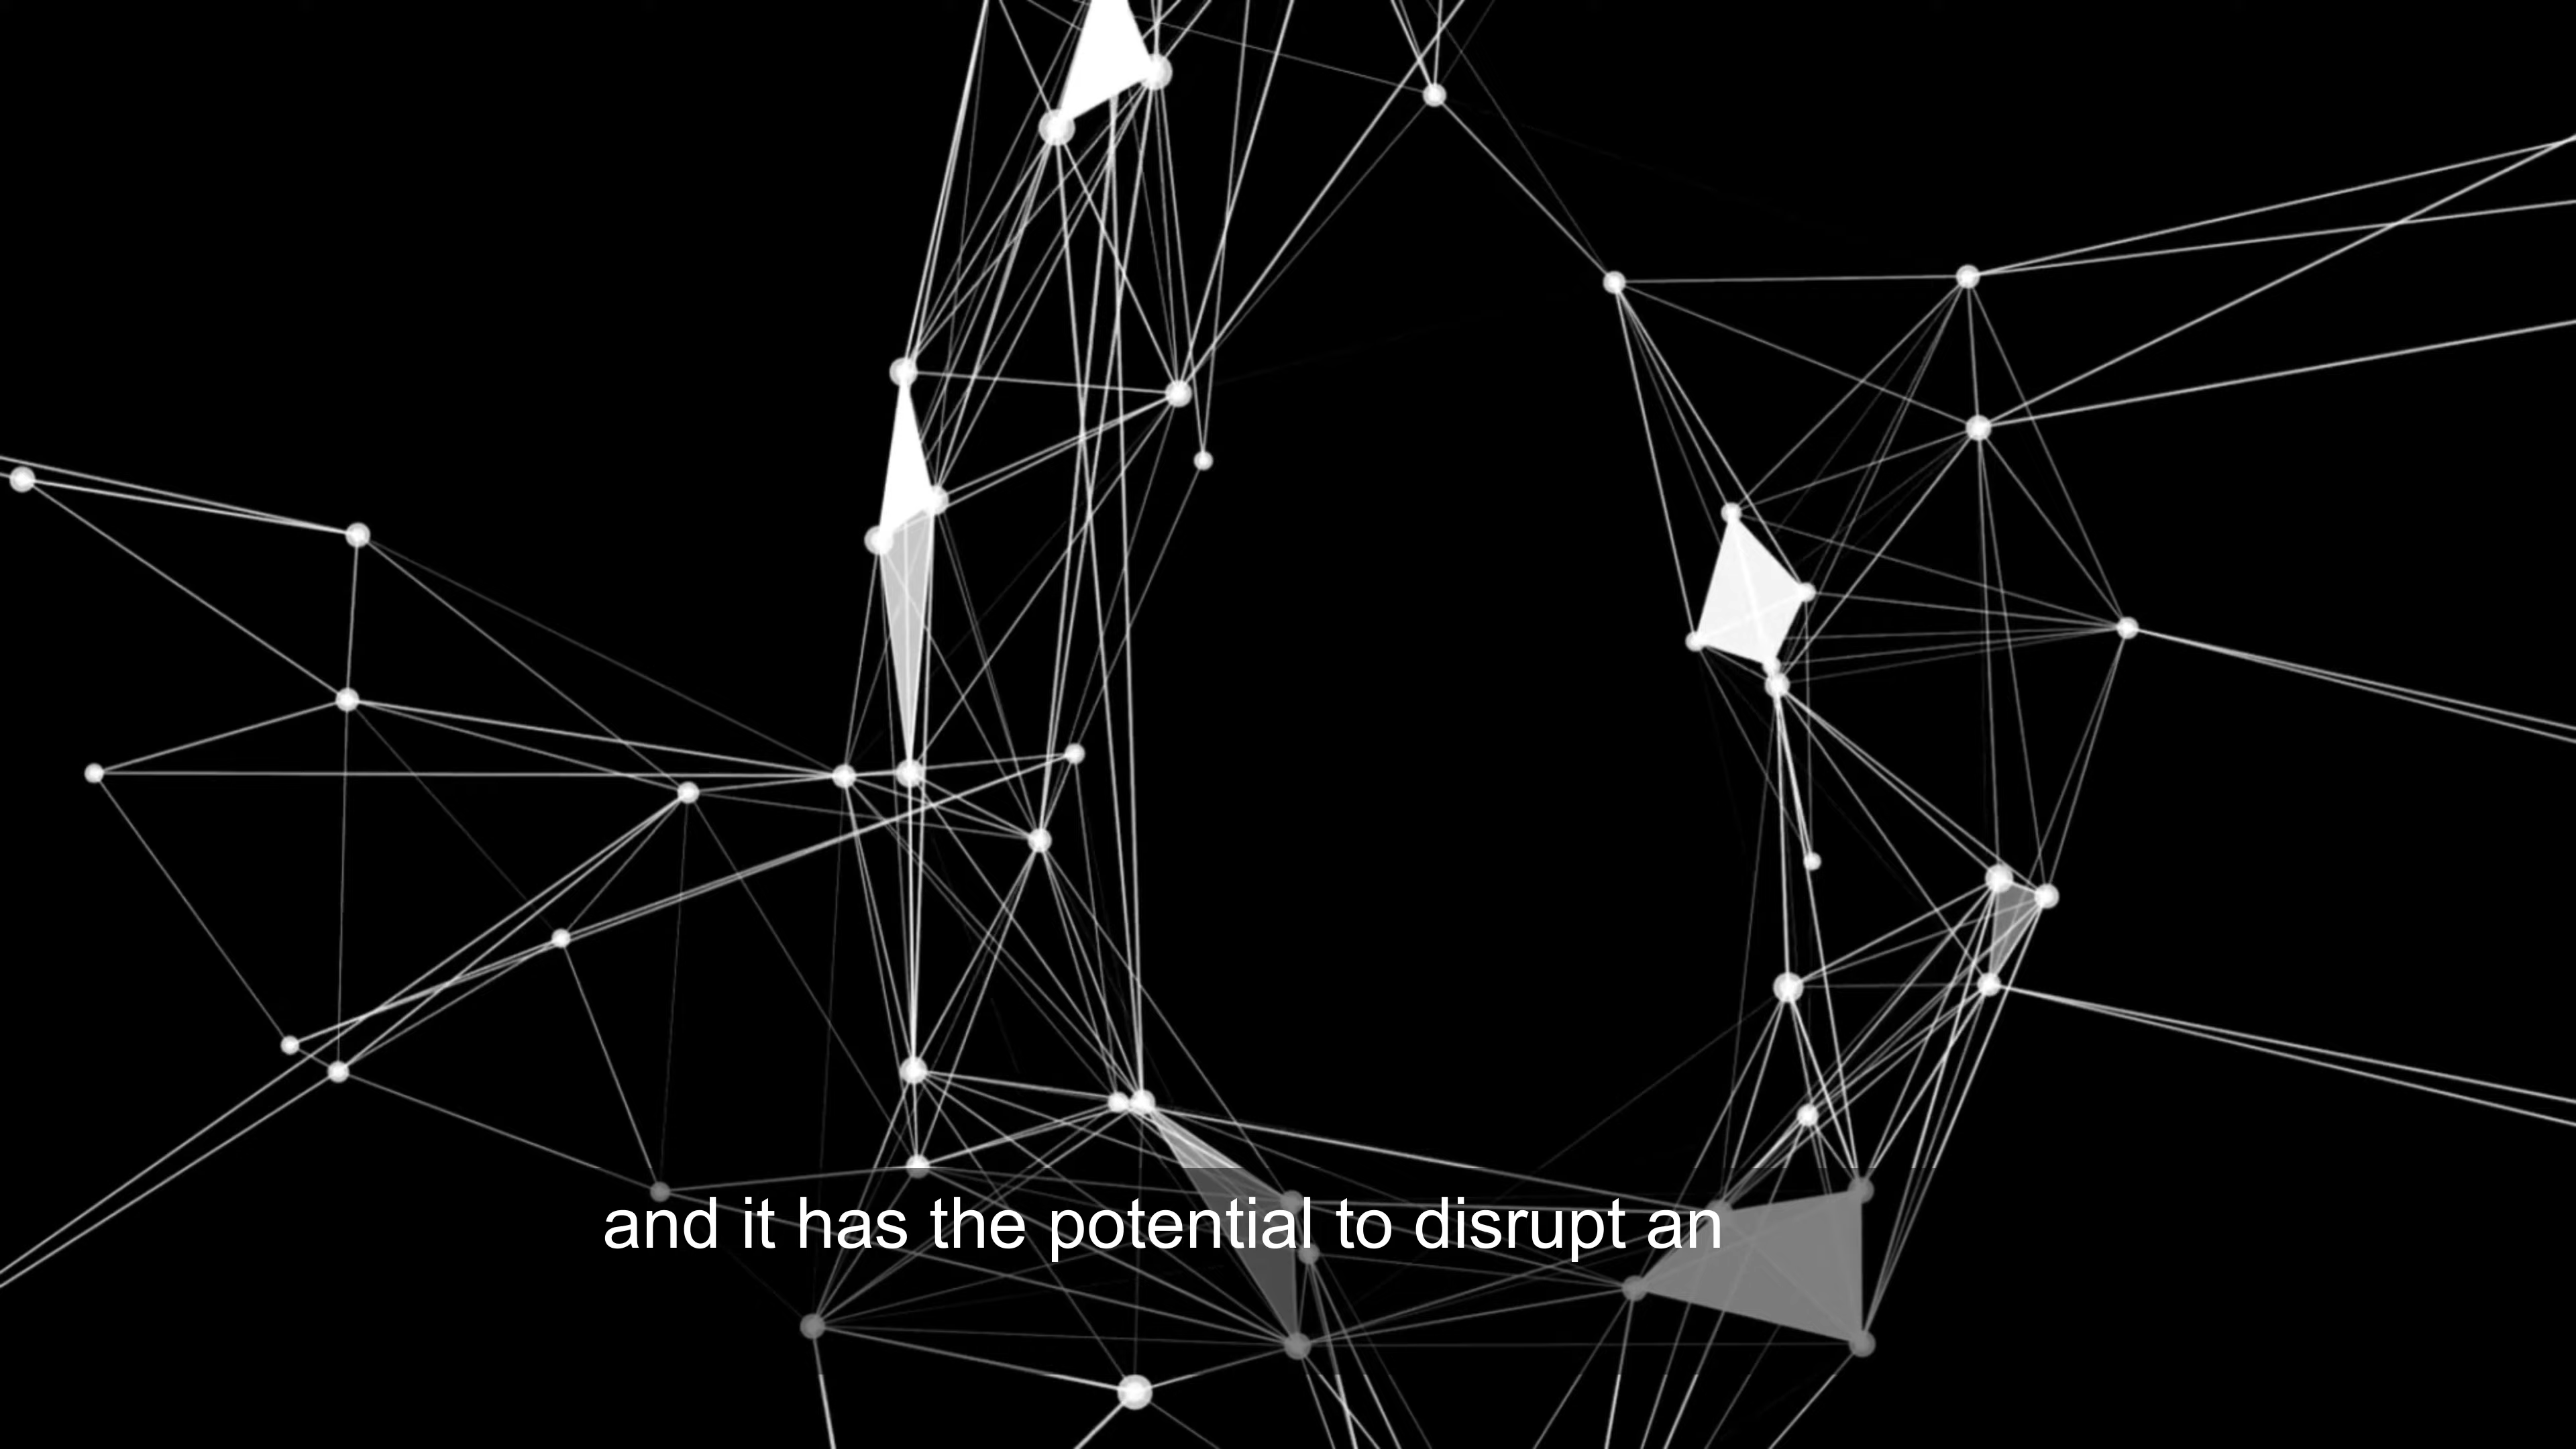 and it has the potential to disrupt an